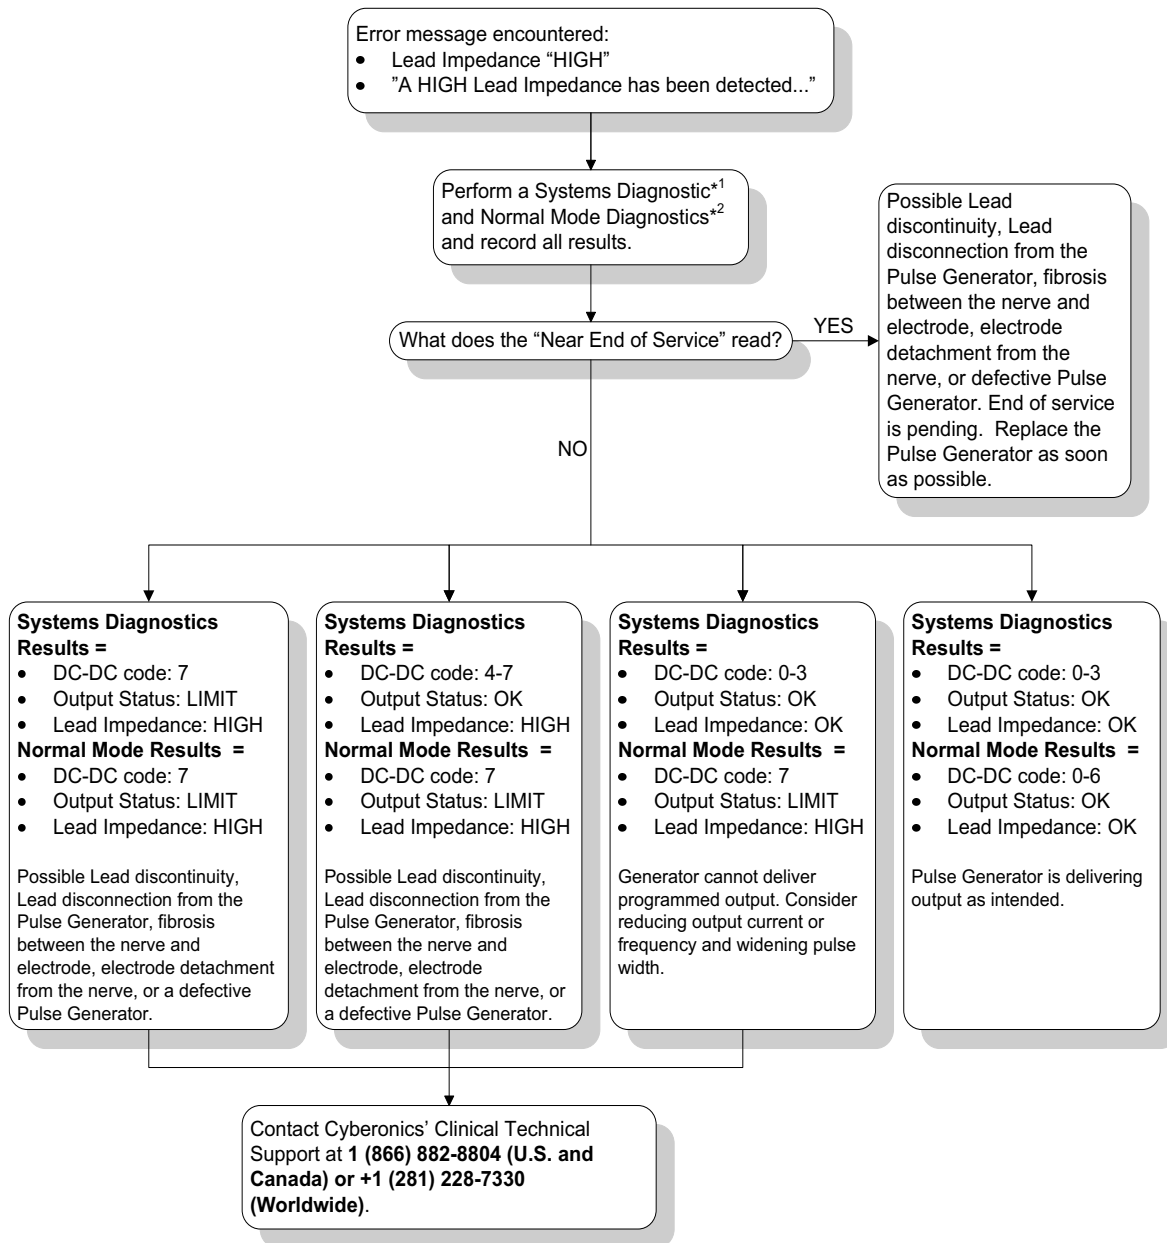 Error message encountered:
• Lead Impedance “HIGH”
• ”A HIGH Lead Impedance has been detected...”
Perform a Systems Diagnostic*1
and Normal Mode Diagnostics*2
and record all results.
What does the “Near End of Service” read?
YES
Possible Lead
discontinuity, Lead
disconnection from the
Pulse Generator, fibrosis
between the nerve and
electrode, electrode
detachment from the
nerve, or defective Pulse
Generator. End of service
is pending. Replace the
Pulse Generator as soon
as possible.
NO
Systems Diagnostics
Results =
• DC-DC code: 7
• Output Status: LIMIT
• Lead Impedance: HIGH
Normal Mode Results =
• DC-DC code: 7
• Output Status: LIMIT
• Lead Impedance: HIGH
Possible Lead discontinuity,
Lead disconnection from the
Pulse Generator, fibrosis
between the nerve and
electrode, electrode detachment
from the nerve, or a defective
Pulse Generator.
Systems Diagnostics
Results =
• DC-DC code: 4-7
• Output Status: OK
• Lead Impedance: HIGH
Normal Mode Results =
• DC-DC code: 7
• Output Status: LIMIT
• Lead Impedance: HIGH
Possible Lead discontinuity,
Lead disconnection from the
Pulse Generator, fibrosis
between the nerve and
electrode, electrode
detachment from the nerve, or
a defective Pulse Generator.
Systems Diagnostics
Results =
• DC-DC code: 0-3
• Output Status: OK
• Lead Impedance: OK
Normal Mode Results =
• DC-DC code: 7
• Output Status: LIMIT
• Lead Impedance: HIGH
Generator cannot deliver
programmed output. Consider
reducing output current or
frequency and widening pulse
width.
Systems Diagnostics
Results =
• DC-DC code: 0-3
• Output Status: OK
• Lead Impedance: OK
Normal Mode Results =
• DC-DC code: 0-6
• Output Status: OK
• Lead Impedance: OK
Pulse Generator is delivering
output as intended.
Contact Cyberonics’ Clinical Technical
Support at 1 (866) 882-8804 (U.S. and
Canada) or +1 (281) 228-7330
(Worldwide).